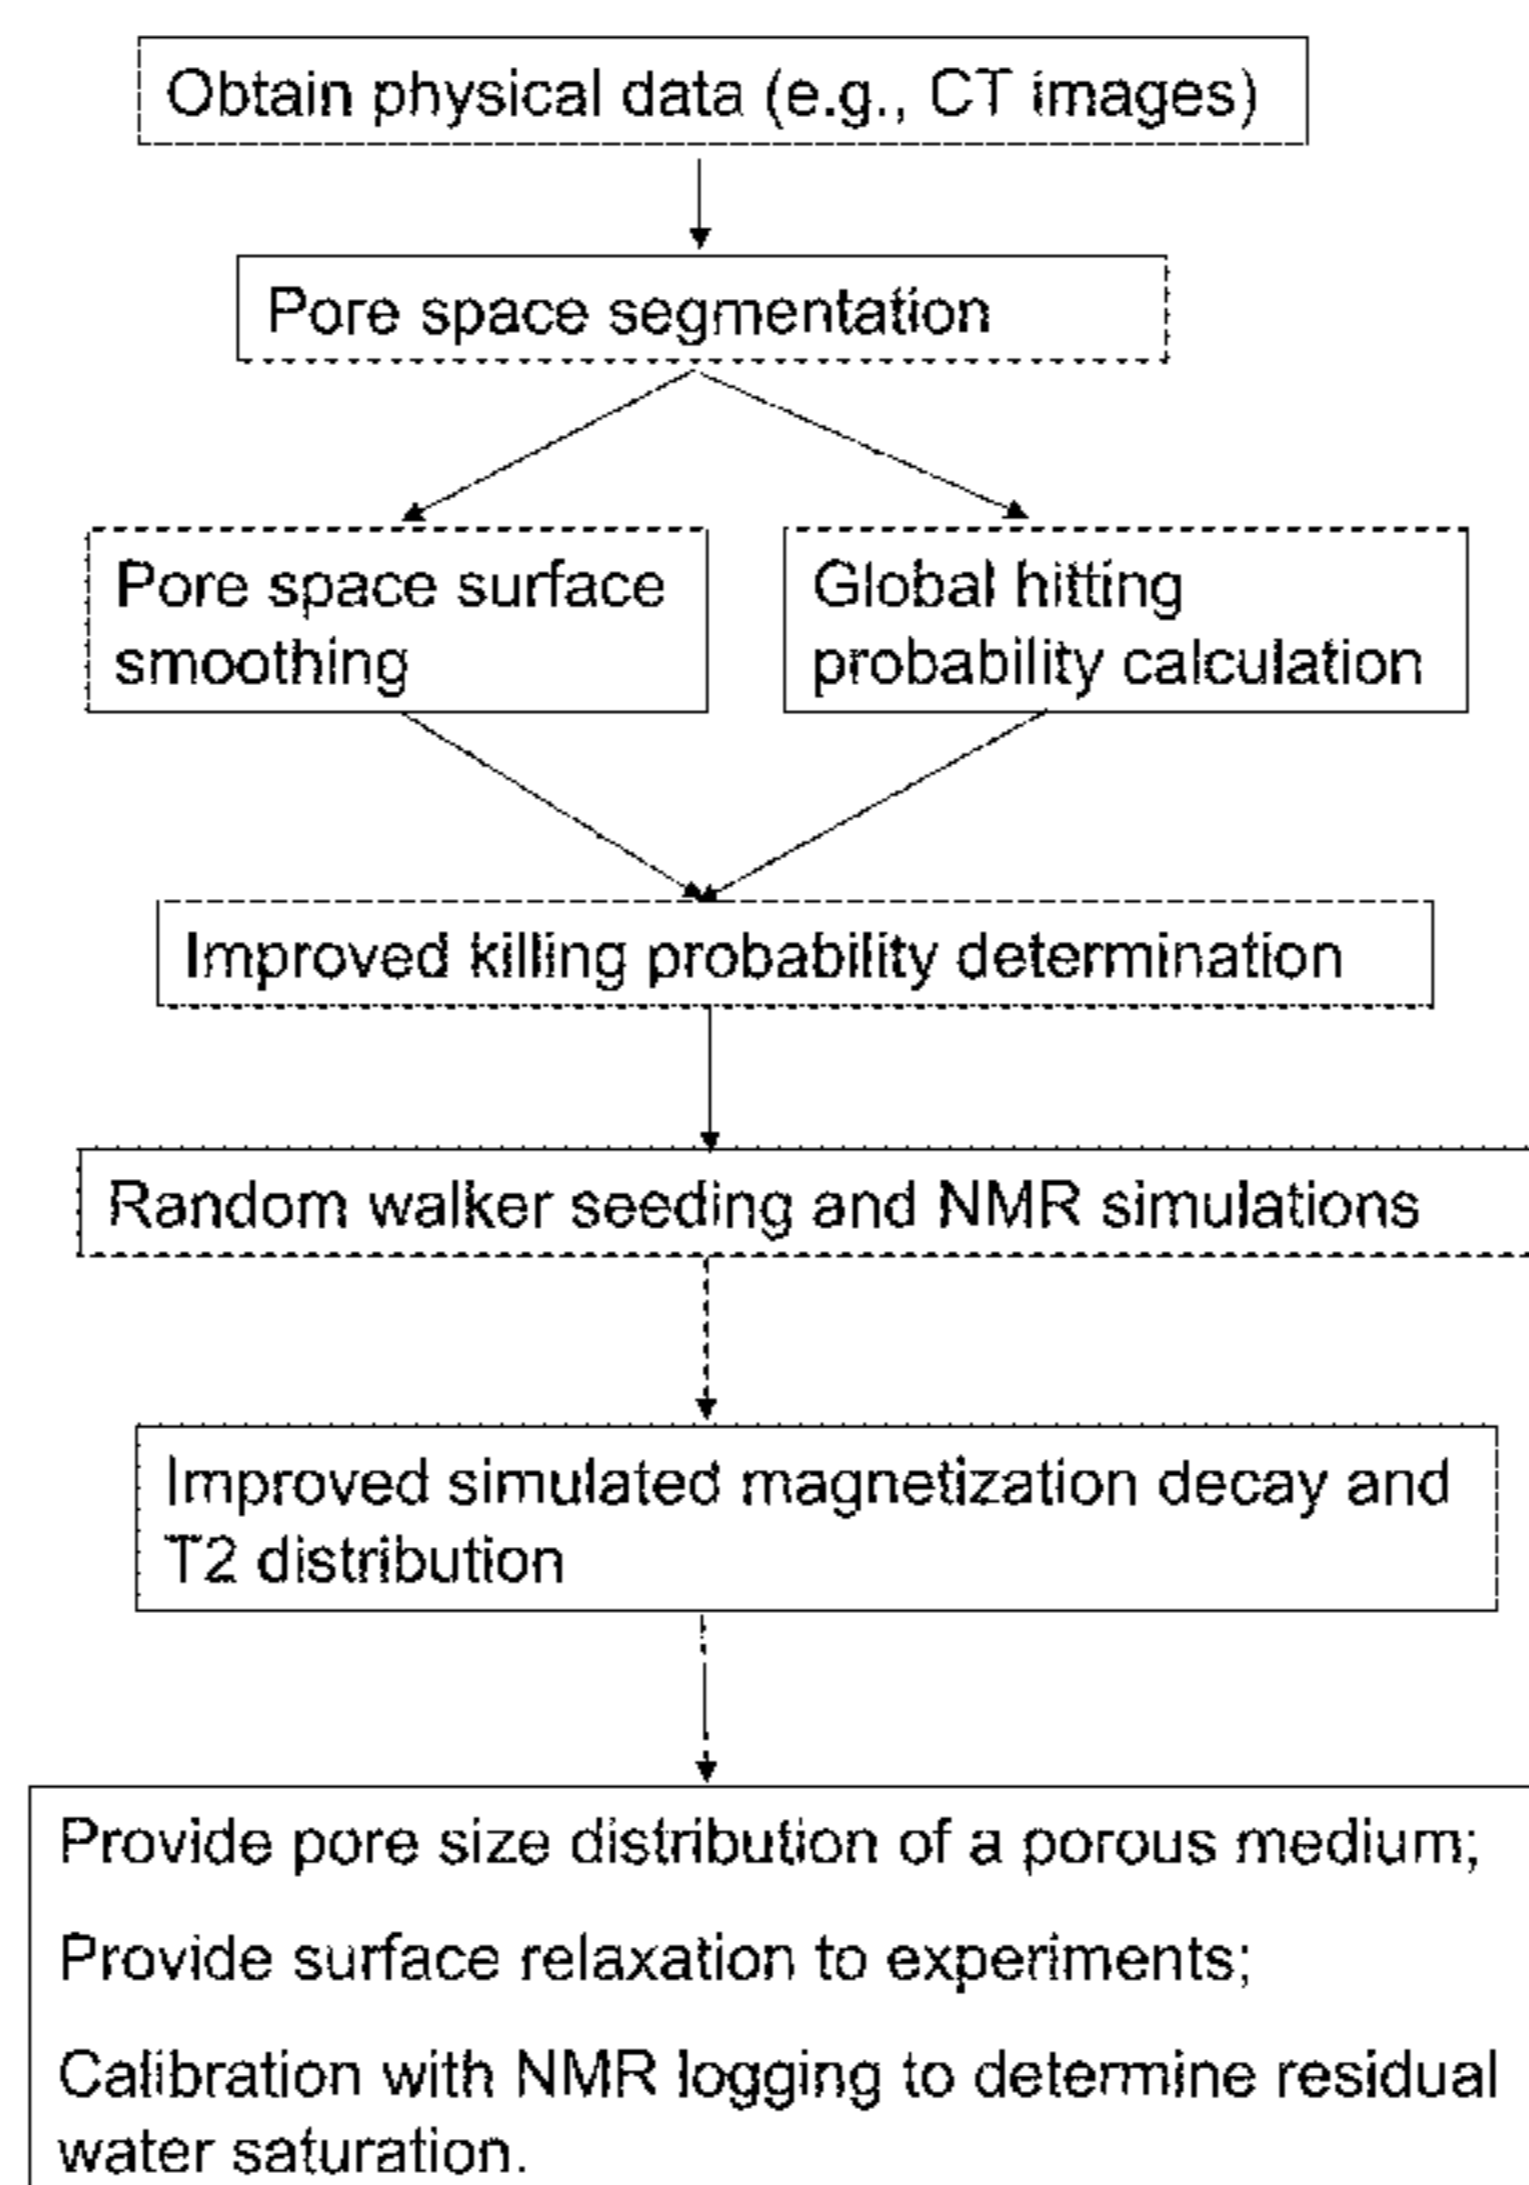 Obtain physical data (e.g., CT images)
Pore space segmentation
Pore space surface
smoothing
Global hitting
probability calculation
Improved killing probability determination
Random walker seeding and NMR simulations
Improved simulated magnetization decay and
T2 distribution
Provide pore size distribution of a porous medium;
Provide surface relaxation to experiments;
Calibration with NMR logging to determine residual
water saturation.